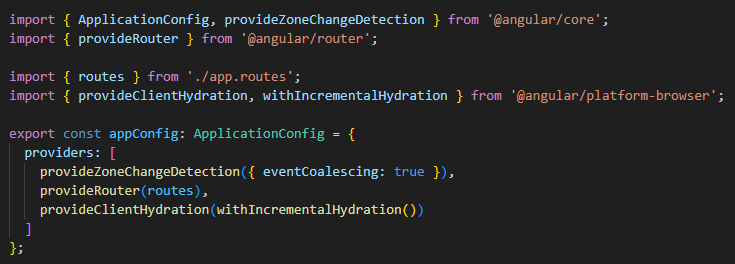 import { ApplicationConfig, provideZoneChangeDetection } from '@angular/core';
import { provideRouter } from '@angular/router';

import { routes } from './app.routes';
import { provideClientHydration, withIncrementalHydration } from '@angular/platform-browser';

export const appConfig: ApplicationConfig = {
  providers: [
    provideZoneChangeDetection({ eventCoalescing: true }),
    provideRouter(routes),
    provideClientHydration(withIncrementalHydration())
  ]
};